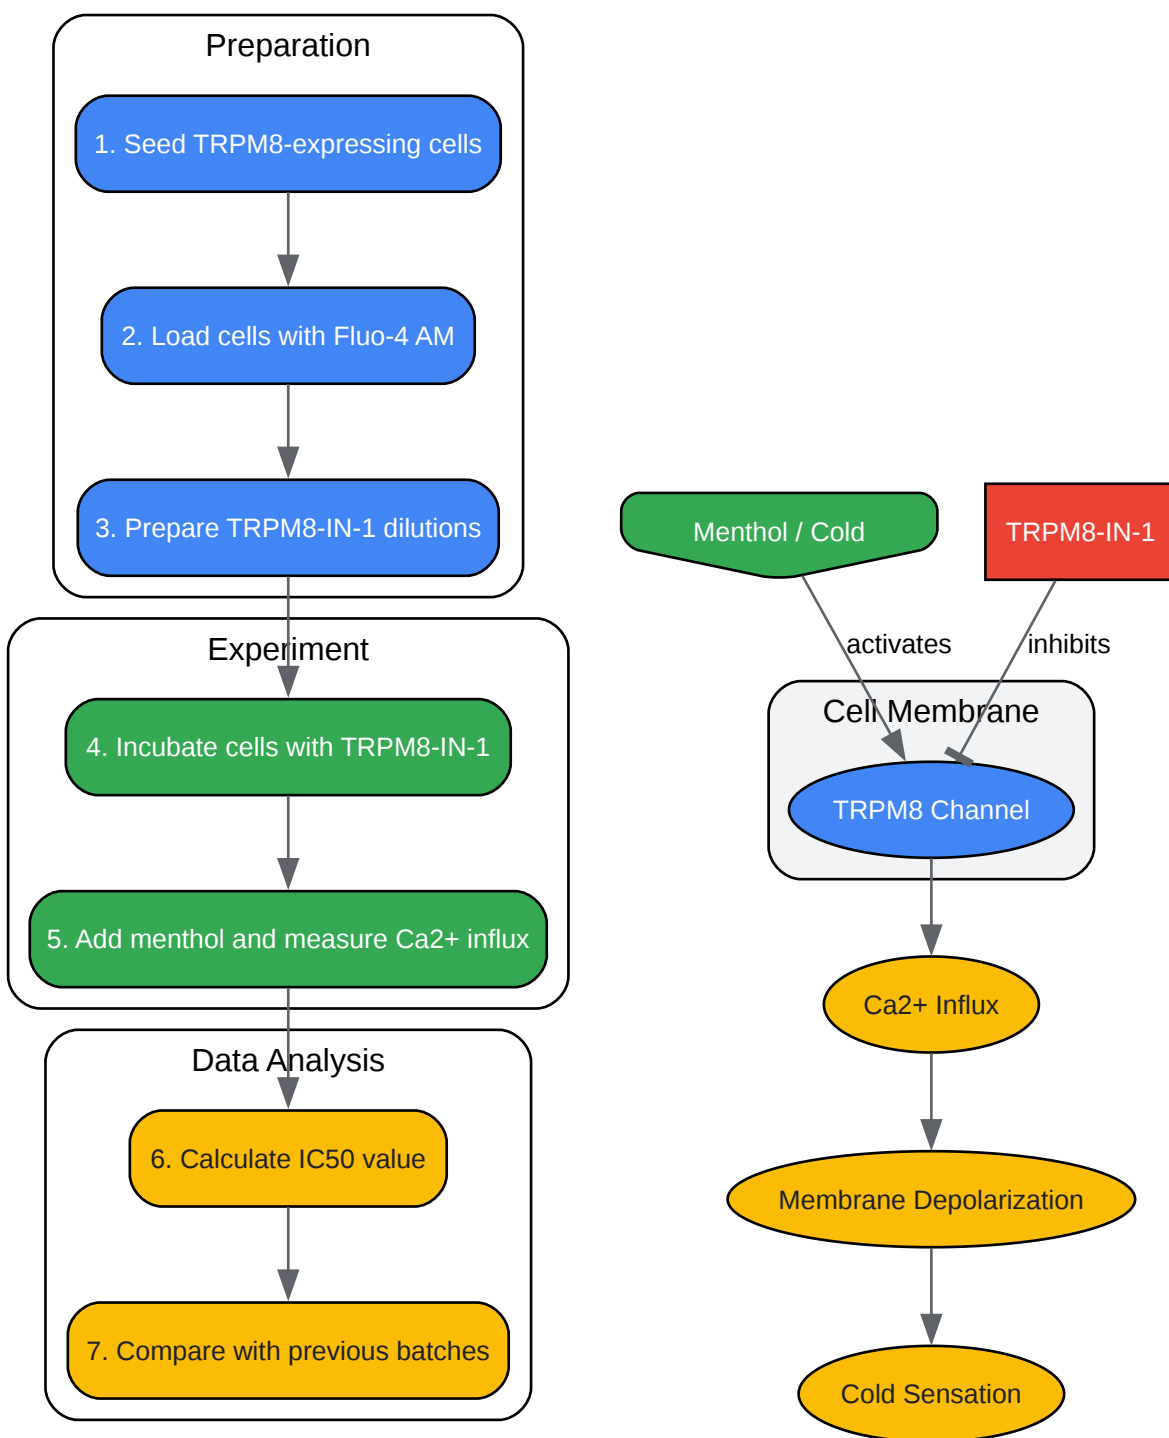 Preparation
1. Seed TRPM8-expressing cells
2. Load cells with Fluo-4 AM
3. Prepare TRPM8-IN-1 dilutions
Experiment
4. Incubate cells with TRPM8-IN-1
5. Add menthol and measure Ca2+ influx
Data Analysis
6. Calculate IC50 value
7. Compare with previous batches
Menthol / Cold
TRPM8-IN-1
activates
inhibits
Cell Membrane
TRPM8 Channel
Ca2+ Influx
Membrane Depolarization
Cold Sensation